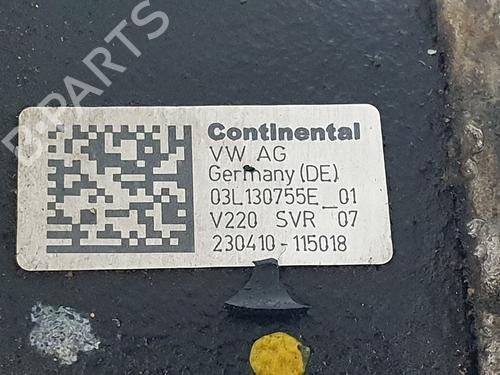 B-PARTS
Continental
VW AG
Germany (DE)
03L130755E_01
V220 SVR 07
230410-115018